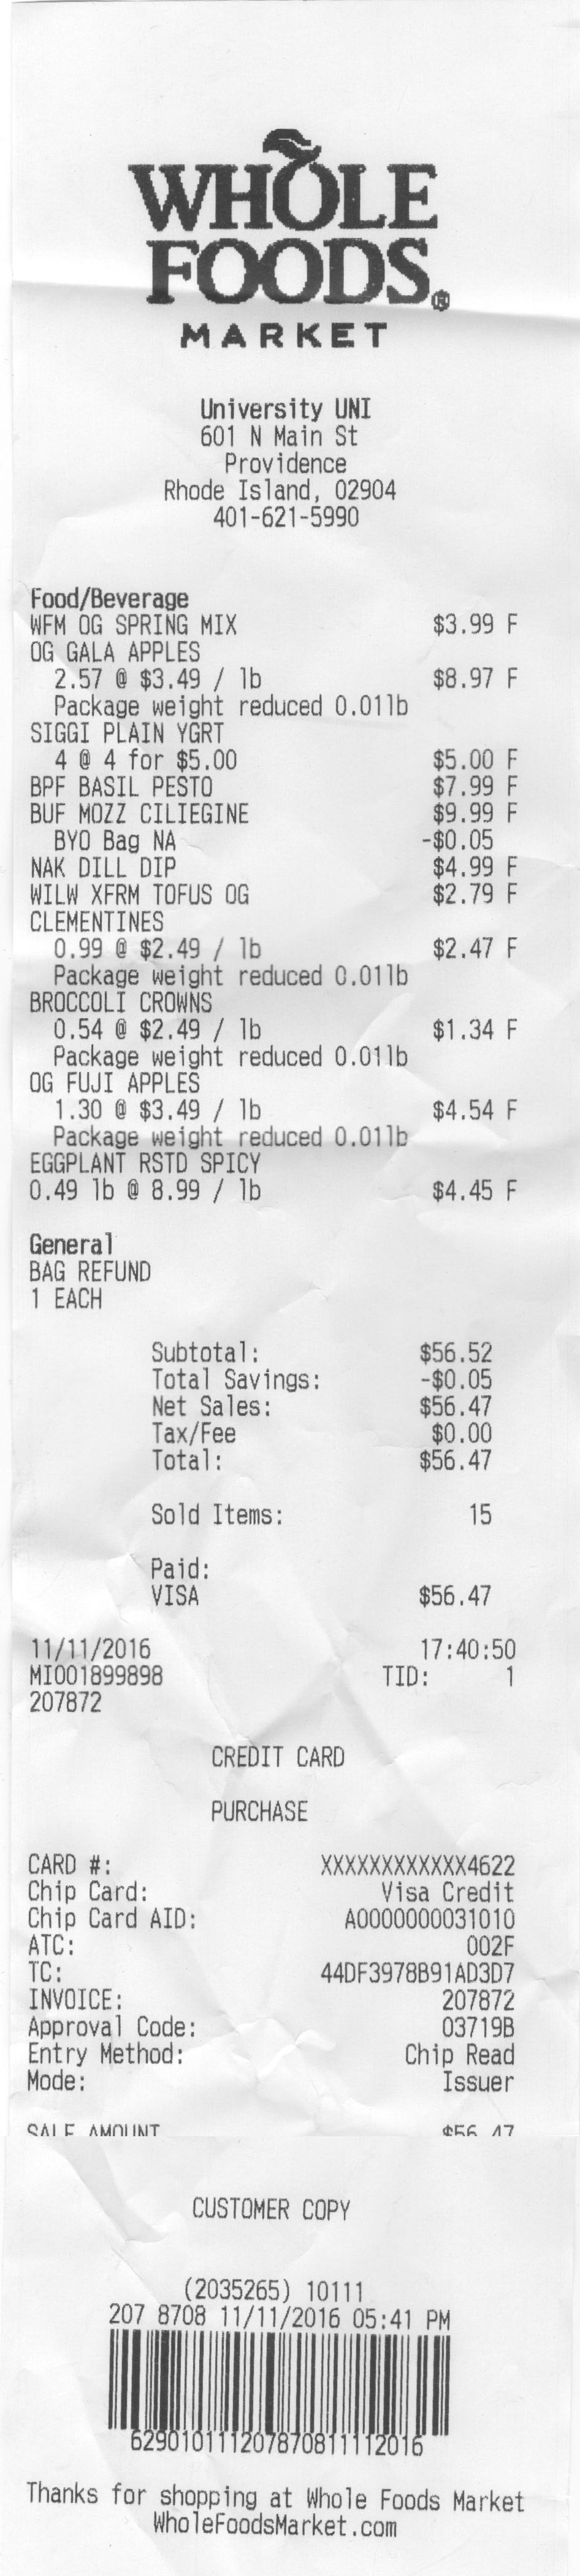 WHOLE
FOODS®
MARKET
University UNI
601 N Main St
Providence
Rhode Island, 02904
401-621-5990
Food/Beverage
WFM OG SPRING MIX $3.99 F
OG GALA APPLES
2.57 @ $3.49 / lb $8.97 F
Package weight reduced 0.01lb
SIGGI PLAIN YGRT
4 @ 4 for $5.00 $5.00 F
BPF BASIL PESTO $7.99 F
BUF MOZZ CILIEGINE $9.99 F
BYO Bag NA -$0.05
NAK DILL DIP $4.99 F
WILW XFRM TOFUS OG $2.79 F
CLEMENTINES
0.99 @ $2.49 / lb $2.47 F
Package weight reduced 0.01lb
BROCCOLI CROWNS
0.54 @ $2.49 / lb $1.34 F
Package weight reduced 0.01lb
OG FUJI APPLES
1.30 @ $3.49 / lb $4.54 F
Package weight reduced 0.01lb
EGGPLANT RSTD SPICY
0.49 lb @ 8.99 / lb $4.45 F
General
BAG REFUND
1 EACH
Subtotal: $56.52
Total Savings: -$0.05
Net Sales: $56.47
Tax/Fee $0.00
Total: $56.47
Sold Items: 15
Paid:
VISA $56.47
11/11/2016 17:40:50
MI001899898 TID: 1
207872
CREDIT CARD
PURCHASE
CARD #: XXXXXXXXXXXX4622
Chip Card: Visa Credit
Chip Card AID: A0000000031010
ATC: 002F
TC: 44DF3978B91AD3D7
INVOICE: 207872
Approval Code: 03719B
Entry Method: Chip Read
Mode: Issuer
SALE AMOUNT $56.47
CUSTOMER COPY
(2035265) 10111
207 8708 11/11/2016 05:41 PM
62901011120787081111​2016
Thanks for shopping at Whole Foods Market
WholeFoodsMarket.com